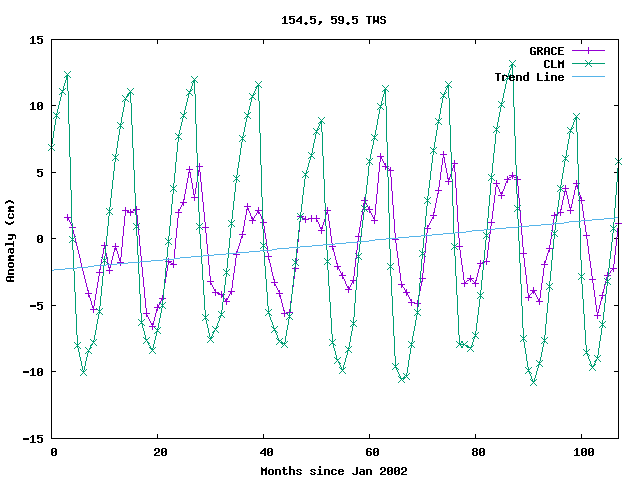 154.5, 59.5 TWS
GRACE
CLM
Trend Line
15
10
5
0
-5
-10
-15
Anomaly (cm)
0 20 40 60 80 100
Months since Jan 2002